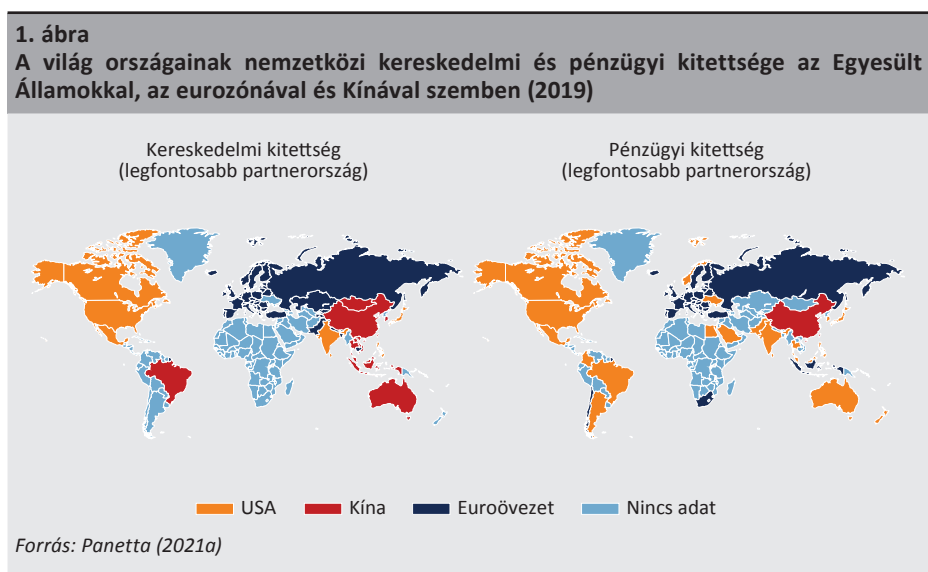 1. ábra
A világ országainak nemzetközi kereskedelmi és pénzügyi kitettsége az Egyesült
Államokkal, az eurozónával és Kínával szemben (2019)
Kereskedelmi kitettség
(legfontosabb partnerország)
Pénzügyi kitettség
(legfontosabb partnerország)
USA Kína Euroövezet Nincs adat
Forrás: Panetta (2021a)